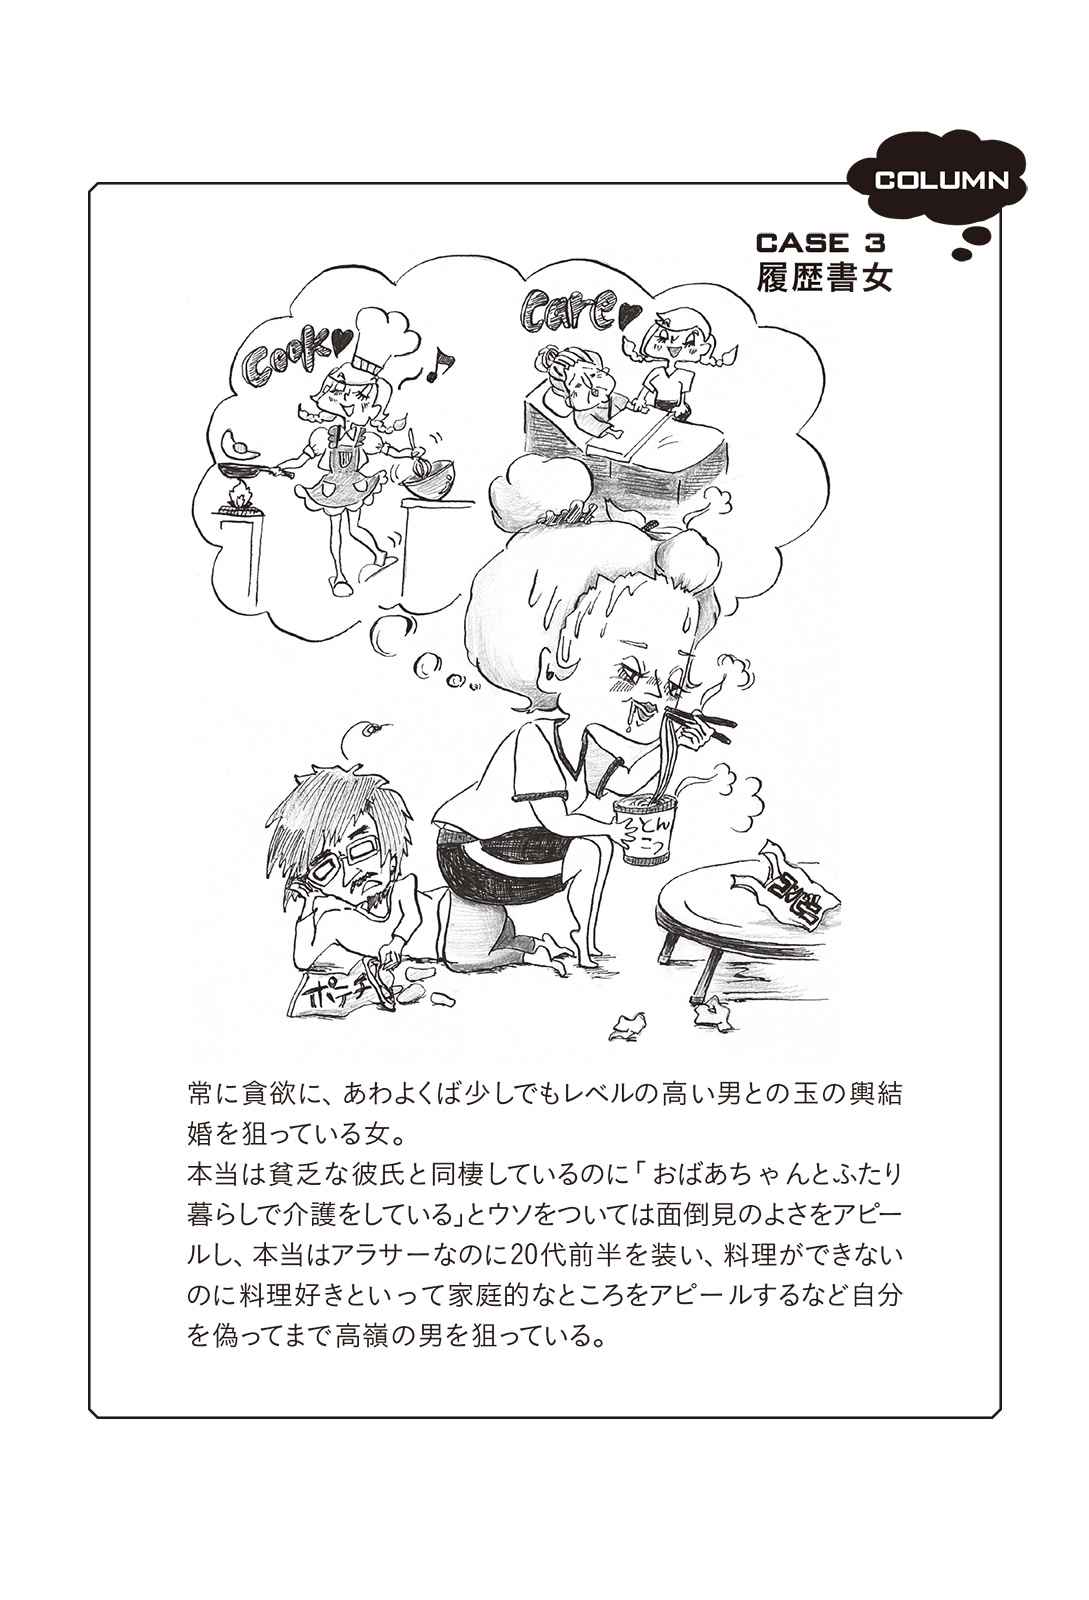 COLUMN
CASE 3
履歴書女
Cook
Care
とん
こつ
ポテチ
常に貪欲に、あわよくば少しでもレベルの高い男との玉の輿結
婚を狙っている女。
本当は貧乏な彼氏と同棲しているのに「おばあちゃんとふたり
暮らしで介護をしている」とウソをついては面倒見のよさをアピー
ルし、本当はアラサーなのに20代前半を装い、料理ができない
のに料理好きといって家庭的なところをアピールするなど自分
を偽ってまで高嶺の男を狙っている。